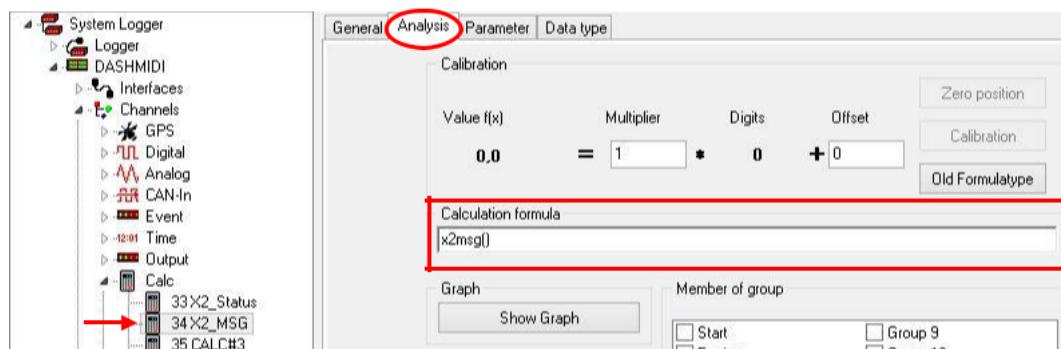 System Logger
Logger
DASHMIDI
Interfaces
Channels
GPS
Digital
Analog
CAN-In
Event
12:01 Time
Output
Calc
33 X2_Status
34 X2_MSG
35 CALC#3
General Analysis Parameter Data type
Calibration
Value f(x) Multiplier Digits Offset
0,0 = 1 * 0 + 0
Zero position
Calibration
Old Formulatype
Calculation formula
x2msg()
Graph
Show Graph
Member of group
Start Group 9